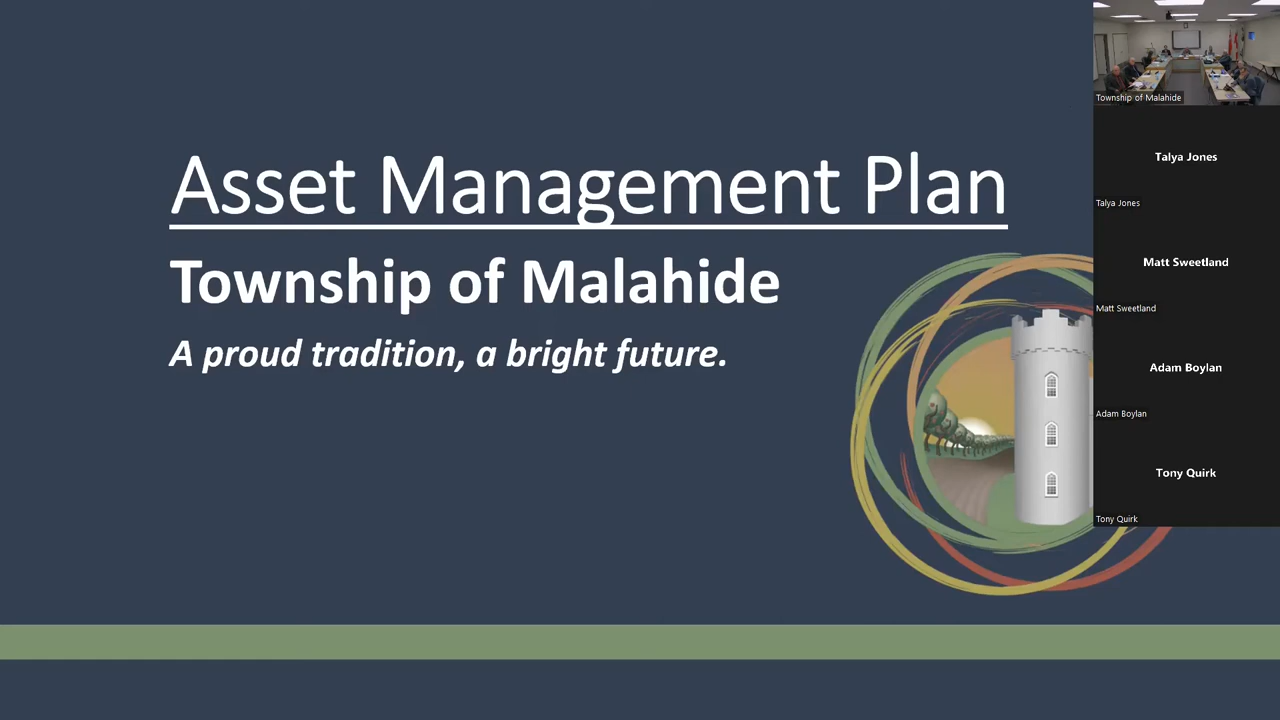 Asset Management Plan
Township of Malahide
A proud tradition, a bright future.
Township of Malahide
Talya Jones
Talya Jones
Matt Sweetland
Matt Sweetland
Adam Boylan
Adam Boylan
Tony Quirk
Tony Quirk